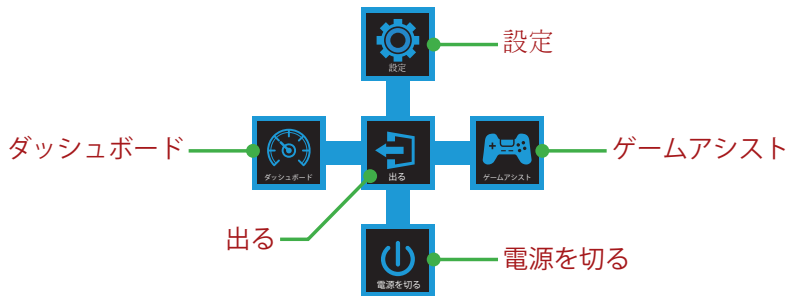 設定
設定
ダッシュボード
ダッシュボード
出る
ゲームアシスト
ゲームアシスト
出る
電源を切る
電源を切る